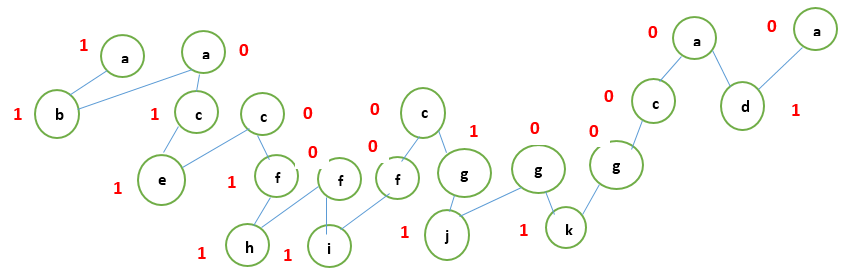 1 a a 0 0 a 0 a
1 b 1 c c 0 0 c 0 c d 1
0 0 1 0 0
1 e 1 f f f g g g
1 h 1 i 1 j 1 k